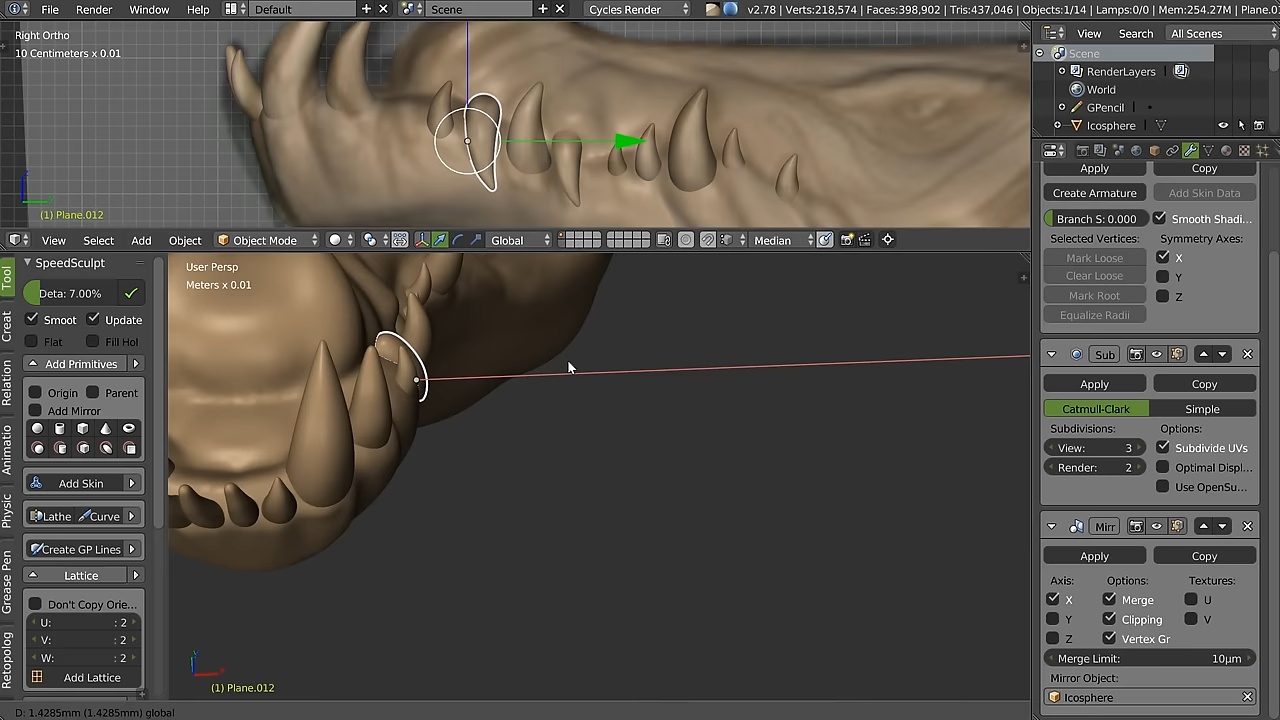 File Render Window Help Default Scene Cycles Render v2.78 | Verts:218,574 | Faces:398,902 | Tris:437,046 | Objects:1/14 | Lamps:0/0 | Mem:254.27M | Plane.0
Right Ortho
10 Centimeters x 0.01
(1) Plane.012
View Select Add Object Object Mode Global Median
SpeedSculpt
Deta: 7.00%
Smoot Update
Flat Fill Hol
Add Primitives
Origin Parent
Add Mirror
Add Skin
Lathe Curve
Create GP Lines
Lattice
Don't Copy Orie...
U: 2
V: 2
W: 2
Add Lattice
Tool
Creat
Relation
Animatio
Physic
Grease Pen
Retopolog
User Persp
Meters x 0.01
(1) Plane.012
D: 1.4285mm (1.4285mm) global
View Search All Scenes
Scene
RenderLayers
World
GPencil
Icosphere
Apply Copy
Create Armature Add Skin Data
Branch S: 0.000 Smooth Shadi...
Selected Vertices: Symmetry Axes:
Mark Loose X
Clear Loose Y
Mark Root Z
Equalize Radii
Sub
Apply Copy
Catmull-Clark Simple
Subdivisions: Options:
View: 3 Subdivide UVs
Render: 2 Optimal Displ...
Use OpenSu...
Mirr
Apply Copy
Axis: Options: Textures:
X Merge U
Y Clipping V
Z Vertex Gr
Merge Limit: 10µm
Mirror Object:
Icosphere